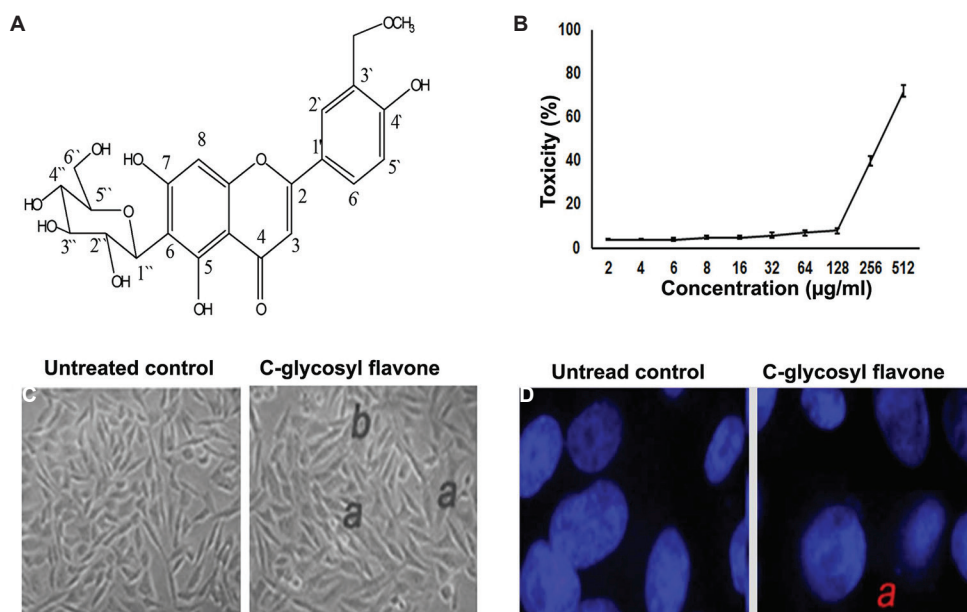 A
OCH₃
3`
OH
2`
4`
1'
5'
6'
OH
6``
8
HO
7
O
2
4``
5``
HO
O
HO
3``
2``
6
4
3
1``
5
OH
OH
O
B
Toxicity (%)
100
80
60
40
20
0
2 4 6 8 16 32 64 128 256 512
Concentration (µg/ml)
Untreated control
C-glycosyl flavone
C
b
a
a
Untread control
C-glycosyl flavone
D
a